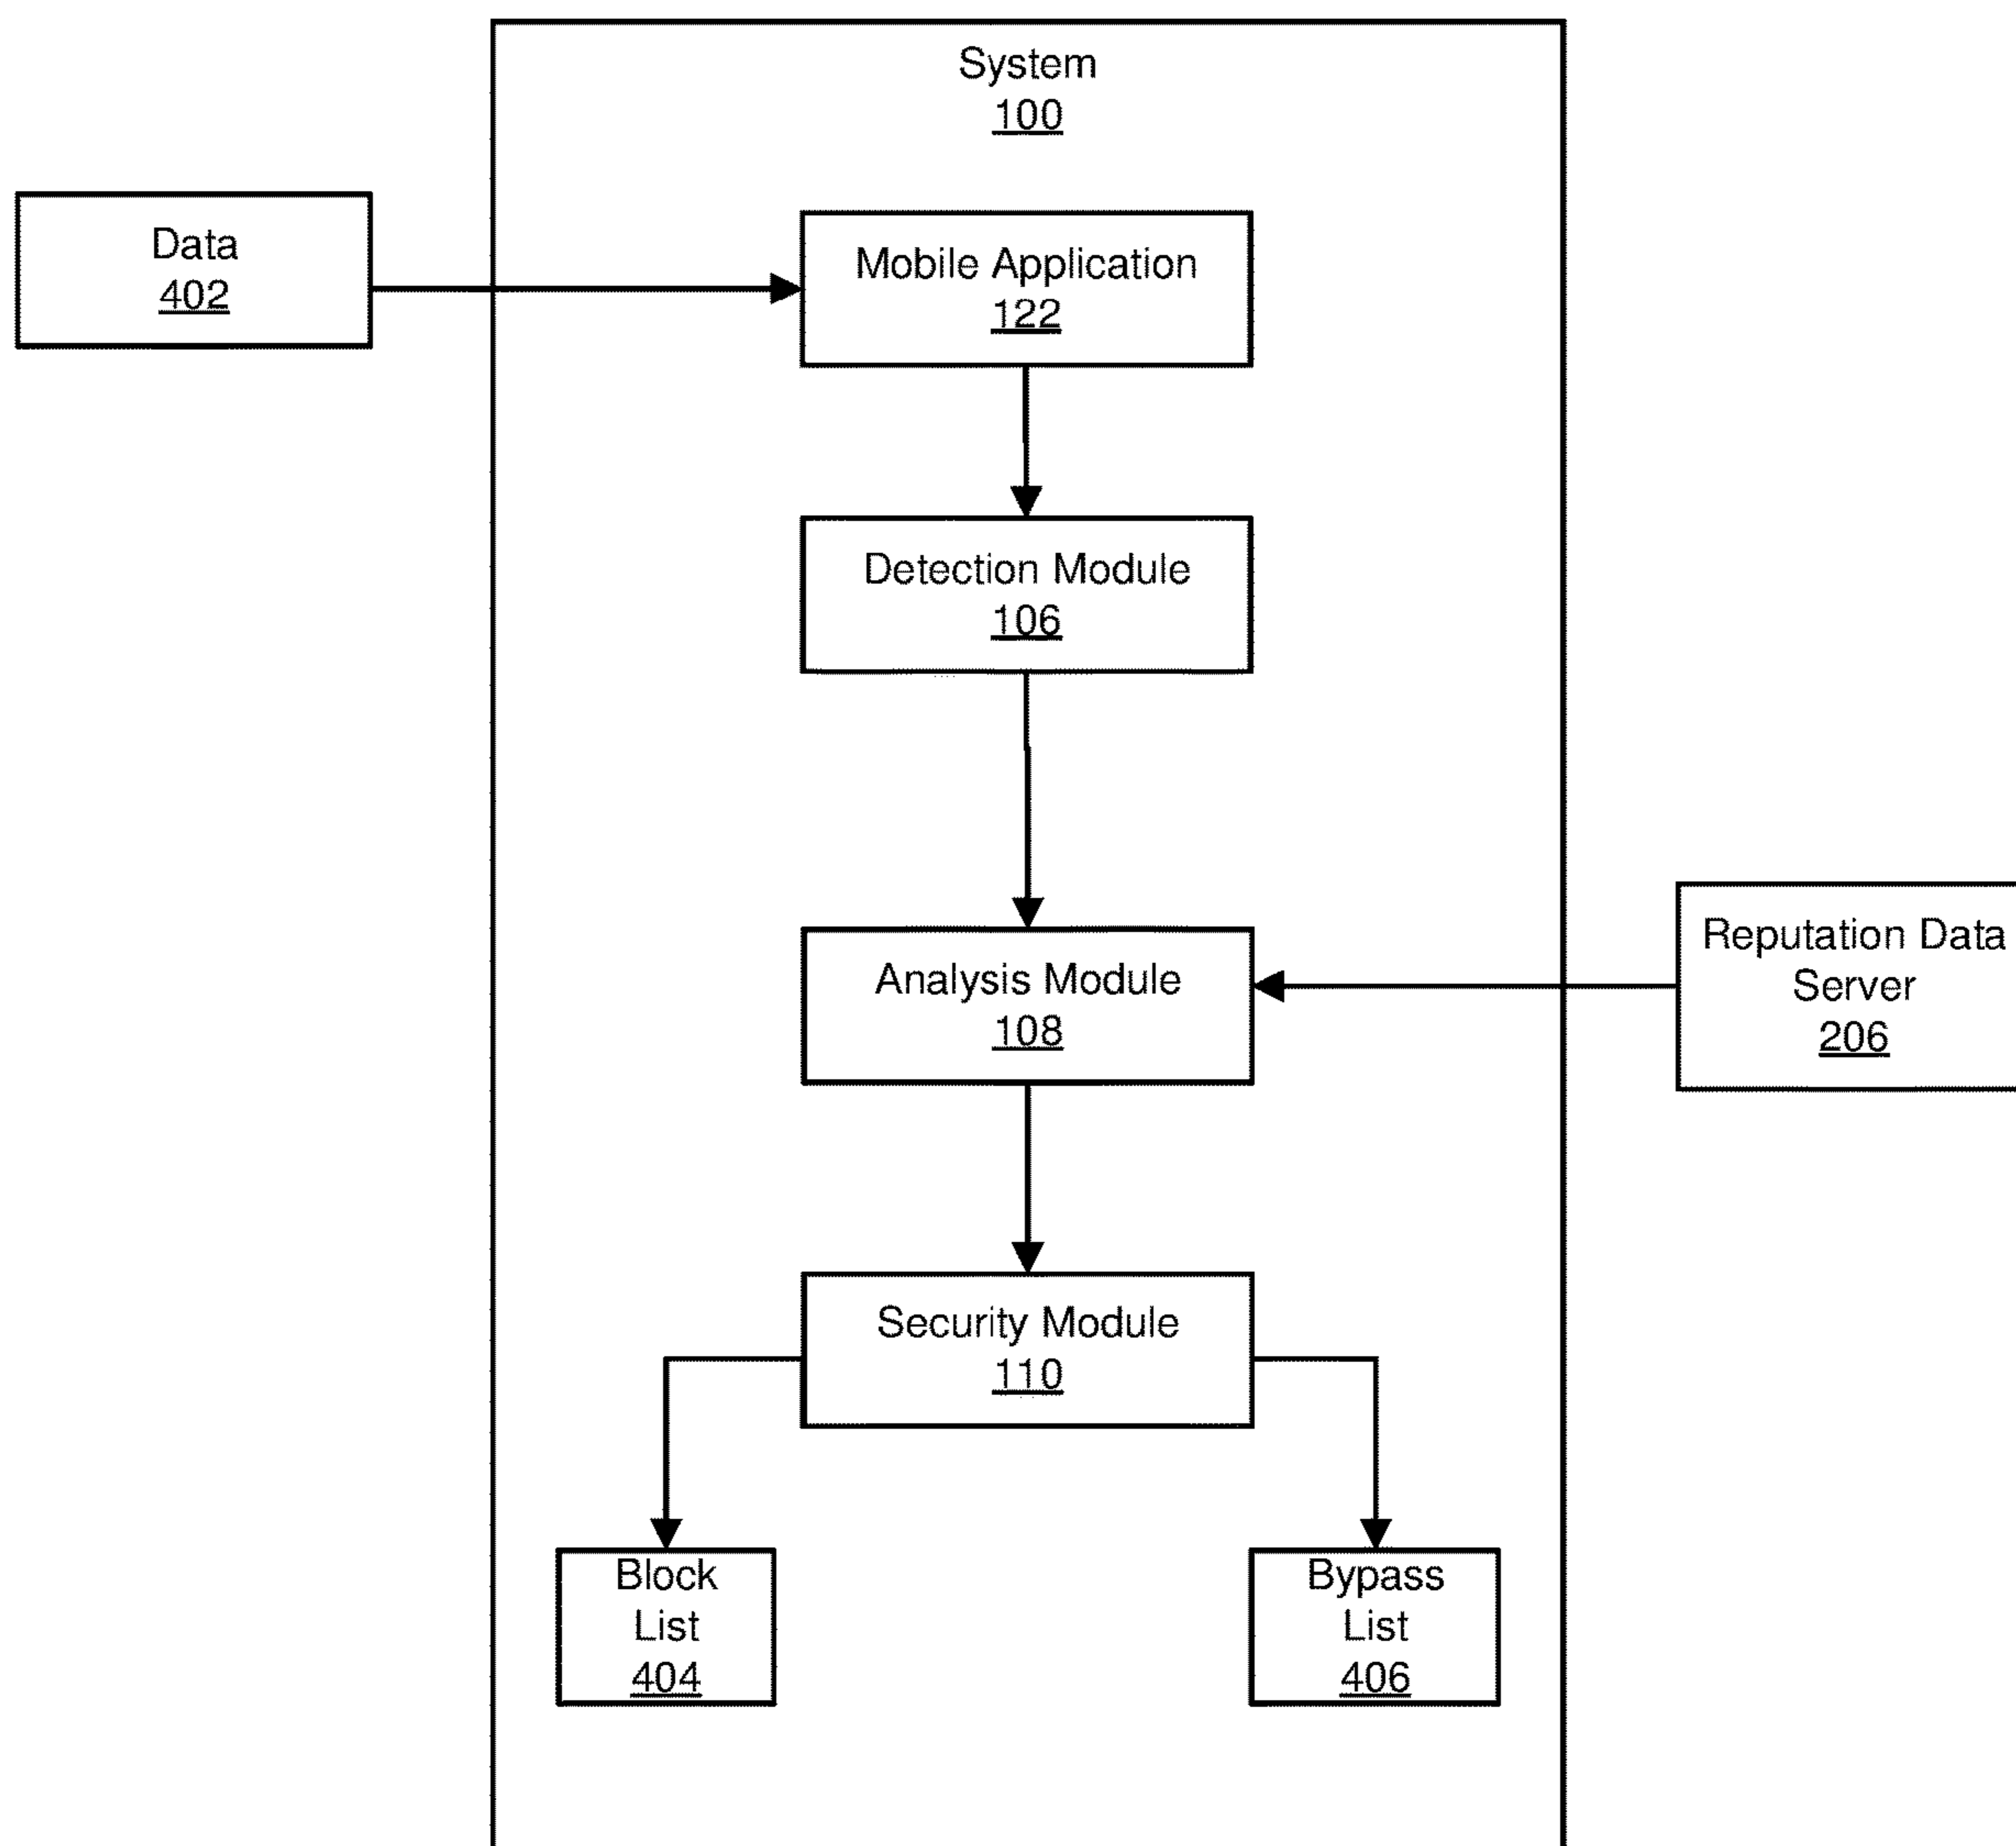 System
100
Data
402
Mobile Application
122
Detection Module
106
Analysis Module
108
Reputation Data
Server
206
Security Module
110
Block
List
404
Bypass
List
406